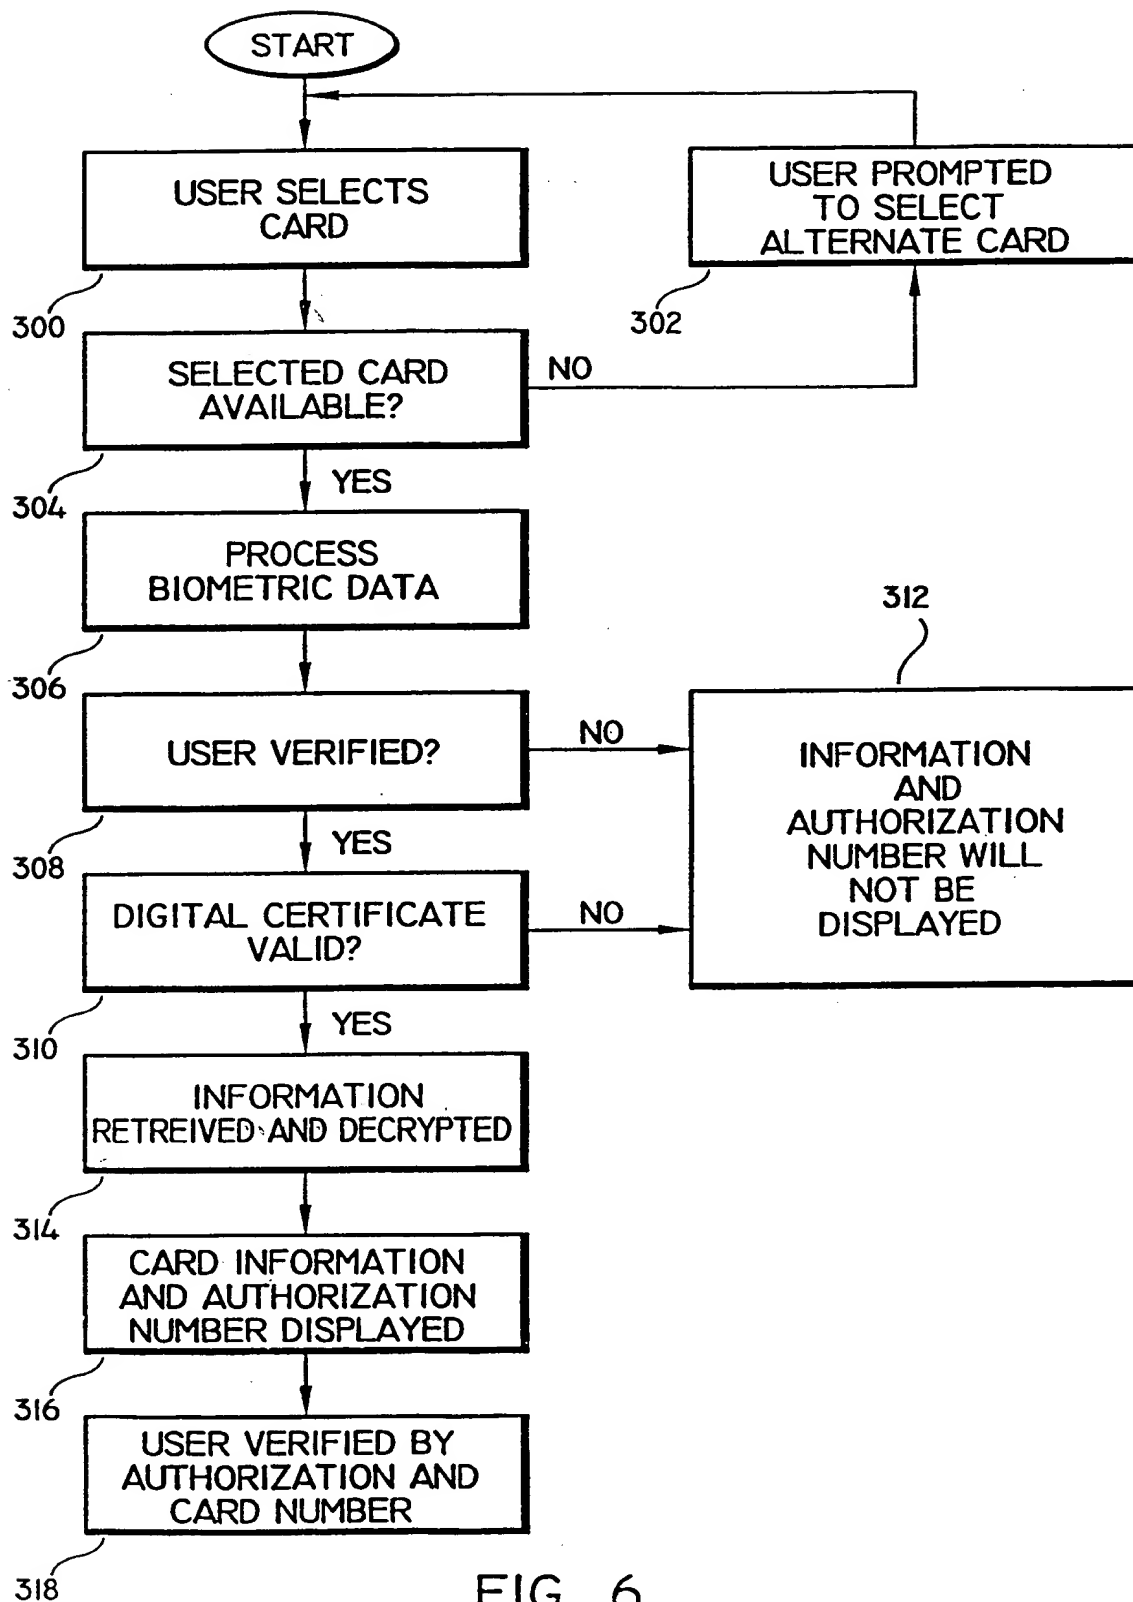 START
USER SELECTS
CARD
300
USER PROMPTED
TO SELECT
ALTERNATE CARD
302
SELECTED CARD
AVAILABLE?
NO
304
YES
PROCESS
BIOMETRIC DATA
306
312
USER VERIFIED?
NO
INFORMATION
AND
AUTHORIZATION
NUMBER WILL
NOT BE
DISPLAYED
308
YES
DIGITAL CERTIFICATE
VALID?
NO
310
YES
INFORMATION
RETREIVED AND DECRYPTED
314
CARD INFORMATION
AND AUTHORIZATION
NUMBER DISPLAYED
316
USER VERIFIED BY
AUTHORIZATION AND
CARD NUMBER
318
FIG. 6